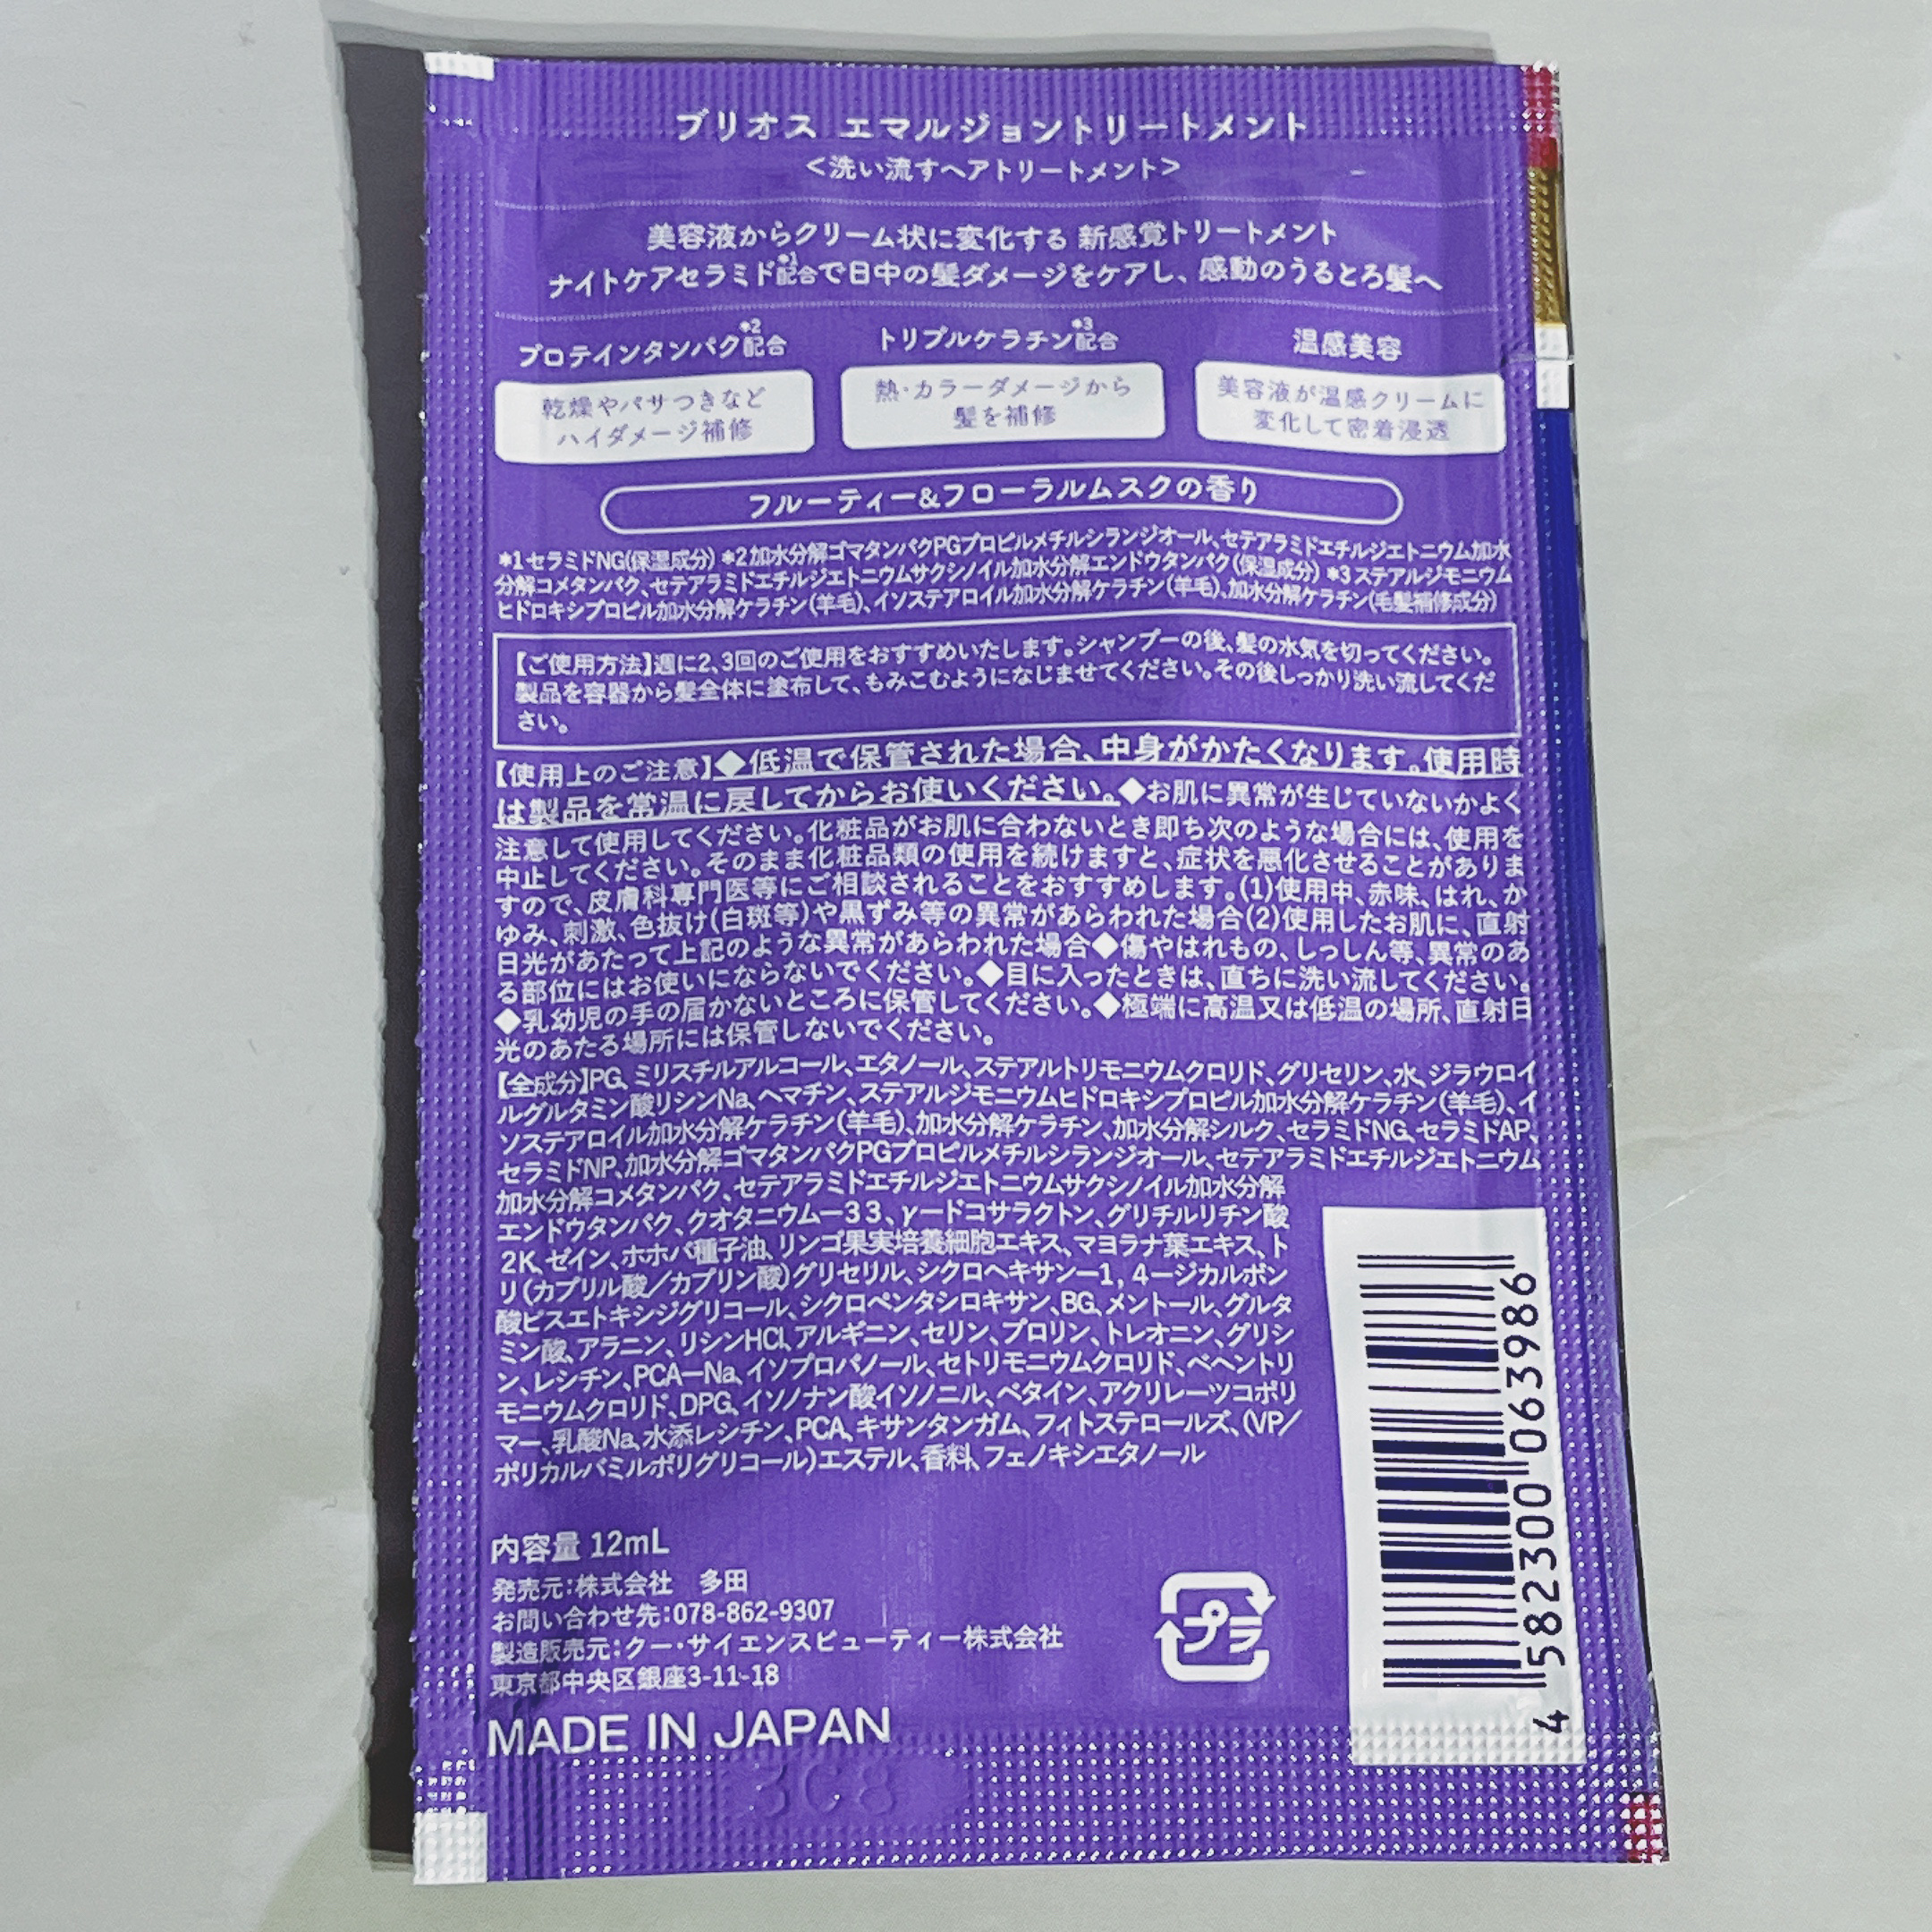 ブリオス エマルジョントリートメント
<洗い流すヘアトリートメント>
美容液からクリーム状に変化する 新感覚トリートメント
ナイトケアセラミド*1配合で日中の髪ダメージをケアし、感動のうるとろ髪へ
プロテインタンパク*2配合
乾燥やパサつきなど
ハイダメージ補修
トリプルケラチン*3配合
熱・カラーダメージから
髪を補修
温感美容
美容液が温感クリームに
変化して密着浸透
フルーティー&フローラルムスクの香り
*1セラミドNG(保湿成分) *2加水分解ゴマタンパクPGプロピルメチルシランジオール、セテアラミドエチルジエトニウム加水
分解コメタンパク、セテアラミドエチルジエトニウムサクシノイル加水分解エンドウタンパク(保湿成分) *3ステアルジモニウム
ヒドロキシプロピル加水分解ケラチン(羊毛)、イソステアロイル加水分解ケラチン(羊毛)、加水分解ケラチン(毛髪補修成分)
【ご使用方法】週に2、3回のご使用をおすすめいたします。シャンプーの後、髪の水気を切ってください。
製品を容器から髪全体に塗布して、もみこむようになじませてください。その後しっかり洗い流してくだ
さい。
【使用上のご注意】◆低温で保管された場合、中身がかたくなります。使用時
は製品を常温に戻してからお使いください。◆お肌に異常が生じていないかよく
注意して使用してください。化粧品がお肌に合わないとき即ち次のような場合には、使用を
中止してください。そのまま化粧品類の使用を続けますと、症状を悪化させることがありま
すので、皮膚科専門医等にご相談されることをおすすめします。(1)使用中、赤味、はれ、か
ゆみ、刺激、色抜け(白斑等)や黒ずみ等の異常があらわれた場合(2)使用したお肌に、直射
日光があたって上記のような異常があらわれた場合◆傷やはれもの、しっしん等、異常のあ
る部位にはお使いにならないでください。◆目に入ったときは、直ちに洗い流してください。
◆乳幼児の手の届かないところに保管してください。◆極端に高温又は低温の場所、直射日
光のあたる場所には保管しないでください。
【全成分】PG、ミリスチルアルコール、エタノール、ステアルトリモニウムクロリド、グリセリン、水、ジラウロイ
ルグルタミン酸リシンNa、ヘマチン、ステアルジモニウムヒドロキシプロピル加水分解ケラチン(羊毛)、イ
ソステアロイル加水分解ケラチン(羊毛)、加水分解ケラチン、加水分解シルク、セラミドNG、セラミドAP、
セラミドNP、加水分解ゴマタンパクPGプロピルメチルシランジオール、セテアラミドエチルジエトニウム
加水分解コメタンパク、セテアラミドエチルジエトニウムサクシノイル加水分解
エンドウタンパク、クオタニウムー33、γードコサラクトン、グリチルリチン酸
2K、ゼイン、ホホバ種子油、リンゴ果実培養細胞エキス、マヨラナ葉エキス、ト
リ(カプリル酸/カプリン酸)グリセリル、シクロヘキサンー1,4ージカルボン
酸ビスエトキシジグリコール、シクロペンタシロキサン、BG、メントール、グルタ
ミン酸、アラニン、リシンHCl、アルギニン、セリン、プロリン、トレオニン、グリシ
ン、レシチン、PCAーNa、イソプロパノール、セトリモニウムクロリド、ベヘントリ
モニウムクロリド、DPG、イソノナン酸イソノニル、ベタイン、アクリレーツコポリ
マー、乳酸Na、水添レシチン、PCA、キサンタンガム、フィトステロールズ、(VP/
ポリカルバミルポリグリコール)エステル、香料、フェノキシエタノール
内容量 12mL
発売元:株式会社 多田
お問い合わせ先:078-862-9307
製造販売元:クー・サイエンスビューティー株式会社
東京都中央区銀座3-11-18
MADE IN JAPAN
プラ
4 582300 063986
3C8